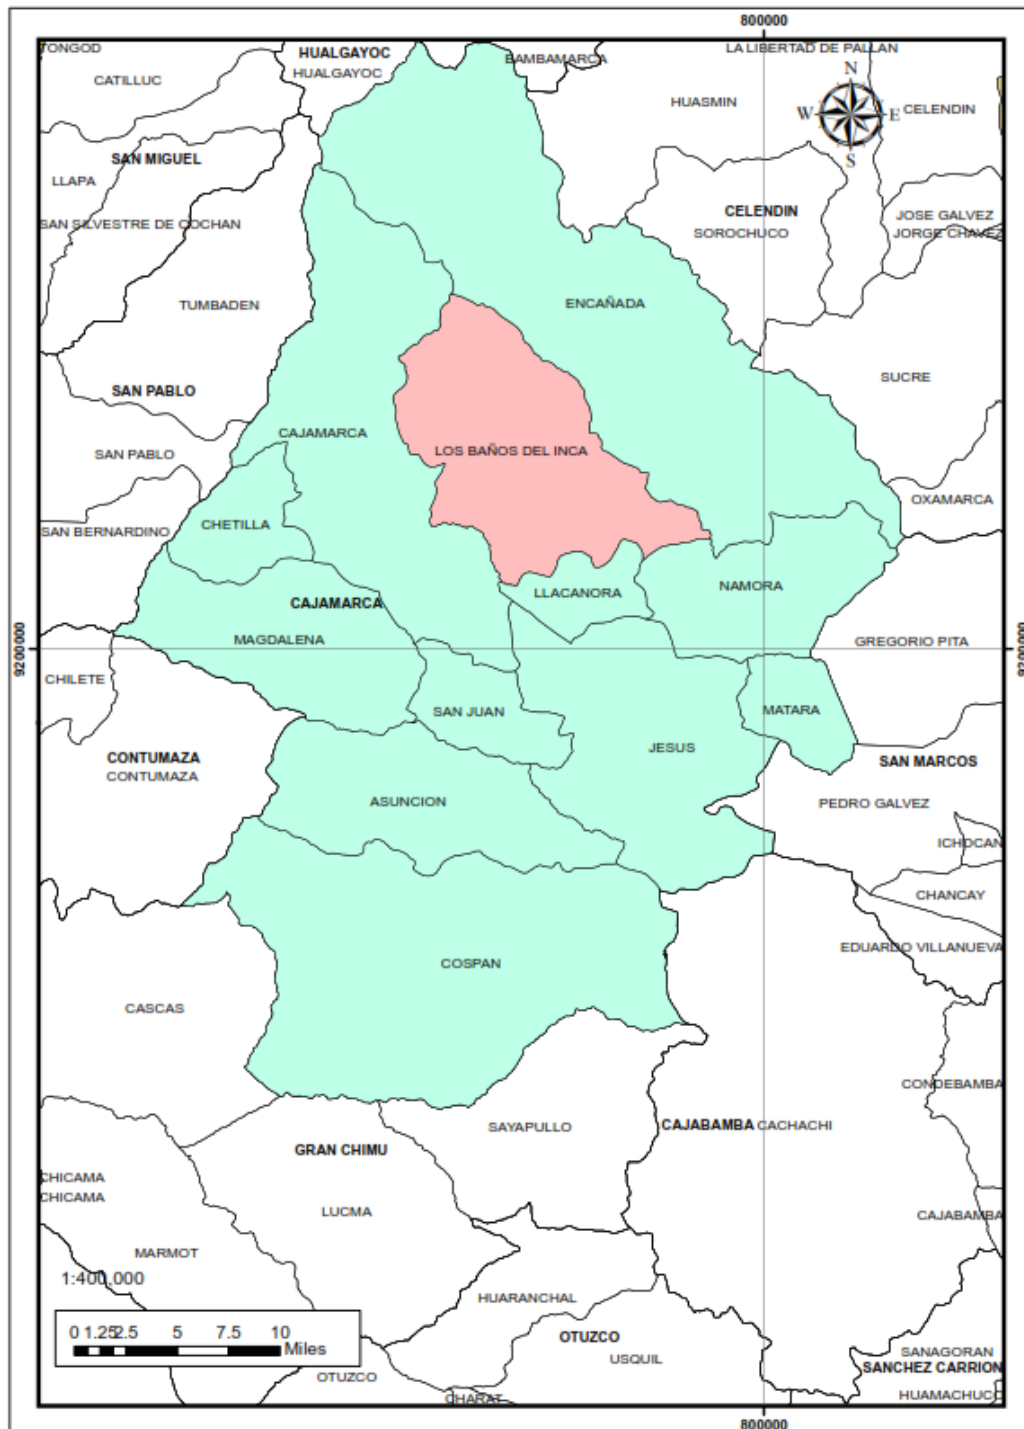 800000
TONGOD
HUALGAYOC
LA LIBERTAD DE PALLAN
BAMBAMARCA
HUALGAYOC
CATILLUC
N
HUASMIN
W
E
CELENDIN
S
SAN MIGUEL
LLAPA
CELENDIN
JOSE GALVEZ
SAN SILVESTRE DE COCHAN
SOROCHUCO
JORGE CHAVEZ
TUMBADEN
ENCAÑADA
SUCRE
SAN PABLO
CAJAMARCA
LOS BAÑOS DEL INCA
SAN PABLO
OXAMARCA
CHETILLA
SAN BERNARDINO
NAMORA
LLACANORA
CAJAMARCA
MAGDALENA
GREGORIO PITA
9200000
9200000
CHILETE
SAN JUAN
MATARA
JESUS
CONTUMAZA
SAN MARCOS
CONTUMAZA
ASUNCION
PEDRO GALVEZ
ICHOCAN
CHANCAY
EDUARDO VILLANUEVA
COSPAN
CASCAS
CONDEBAMBA
SAYAPULLO
CAJABAMBA CACHACHI
GRAN CHIMU
CHICAMA
CHICAMA
LUCMA
CAJABAMBA
MARMOT
1:400,000
HUARANCHAL
0 1.25 2.5 5 7.5 10
Miles
OTUZCO
USQUIL
SANAGORAN
SANCHEZ CARRION
OTUZCO
CHARAT
HUAMACHUCO
800000